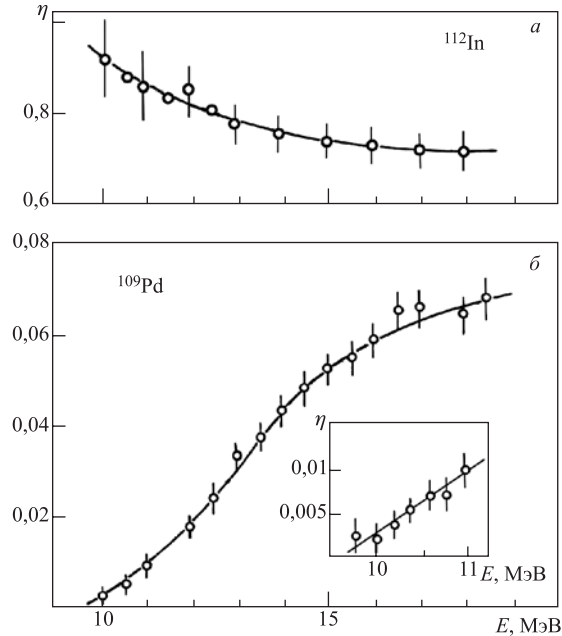 η
¹¹²In
а
0,8
0,6
0,08
б
¹⁰⁹Pd
0,06
0,04
η
0,01
0,005
0,02
10
11
E, МэВ
10
15
E, МэВ